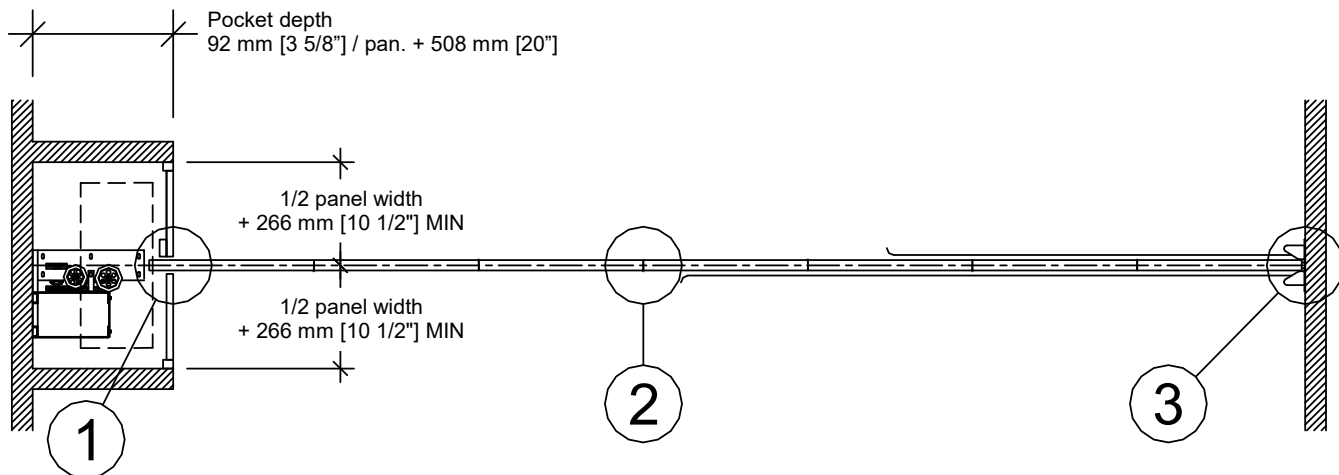 Pocket depth
92 mm [3 5/8”] / pan. + 508 mm [20”]
1/2 panel width
+ 266 mm [10 1/2"] MIN
1/2 panel width
+ 266 mm [10 1/2"] MIN
1
2
3